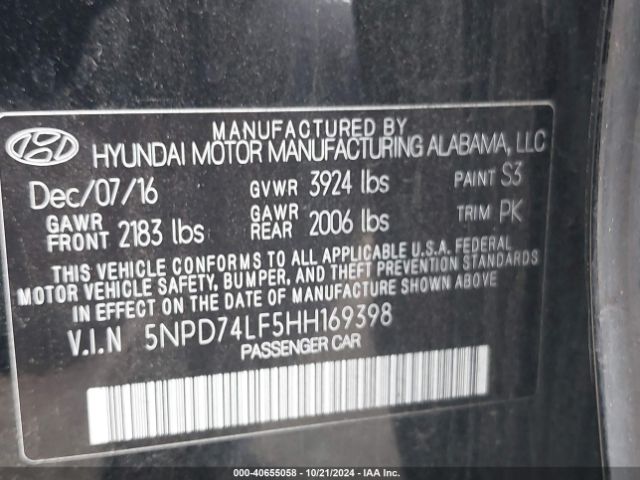 MANUFACTURED BY
HYUNDAI MOTOR MANUFACTURING ALABAMA, LLC
Dec/07/16 GVWR 3924 lbs PAINT S3
GAWR FRONT 2183 lbs GAWR REAR 2006 lbs TRIM PK
THIS VEHICLE CONFORMS TO ALL APPLICABLE U.S.A. FEDERAL
MOTOR VEHICLE SAFETY, BUMPER, AND THEFT PREVENTION STANDARDS
IN EFFECT ON THE DATE OF MANUFACTURE SHOWN ABOVE.
V.I.N 5NPD74LF5HH169398
PASSENGER CAR
000-40655058 - 10/21/2024 - IAA Inc.